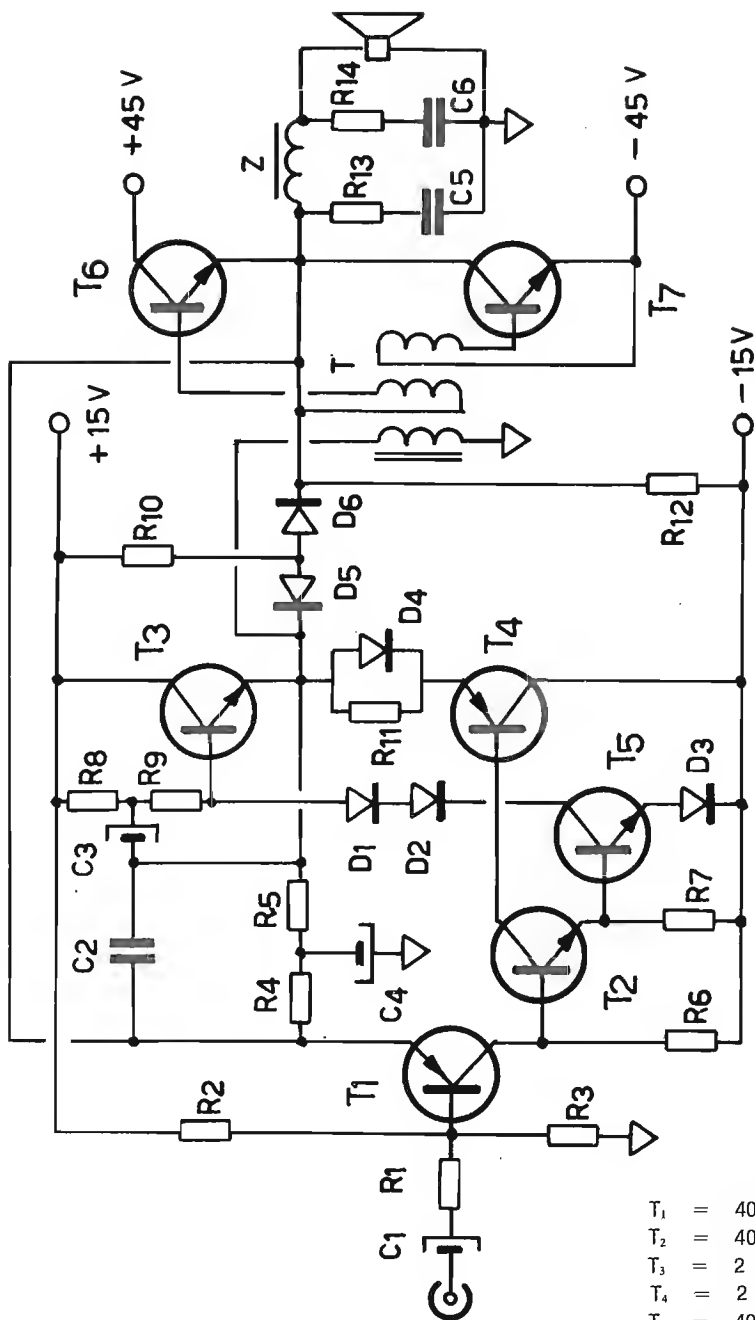 +45 V
T6
Z
R14
R13
C6
C5
−45 V
T7
T
+15V
−15V
R10
D6
D5
R12
T3
D4
R11
T4
R8
R9
C3
D1
D2
T5
D3
C2
R5
R4
C4
T2
R7
R6
T1
R2
R3
R1
C1
T₁ = 40
T₂ = 40
T₃ = 2
T₄ = 2